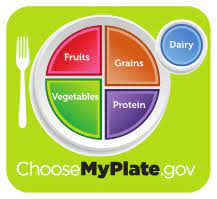 Dairy
Fruits
Grains
Vegetables
Protein
ChooseMyPlate.gov